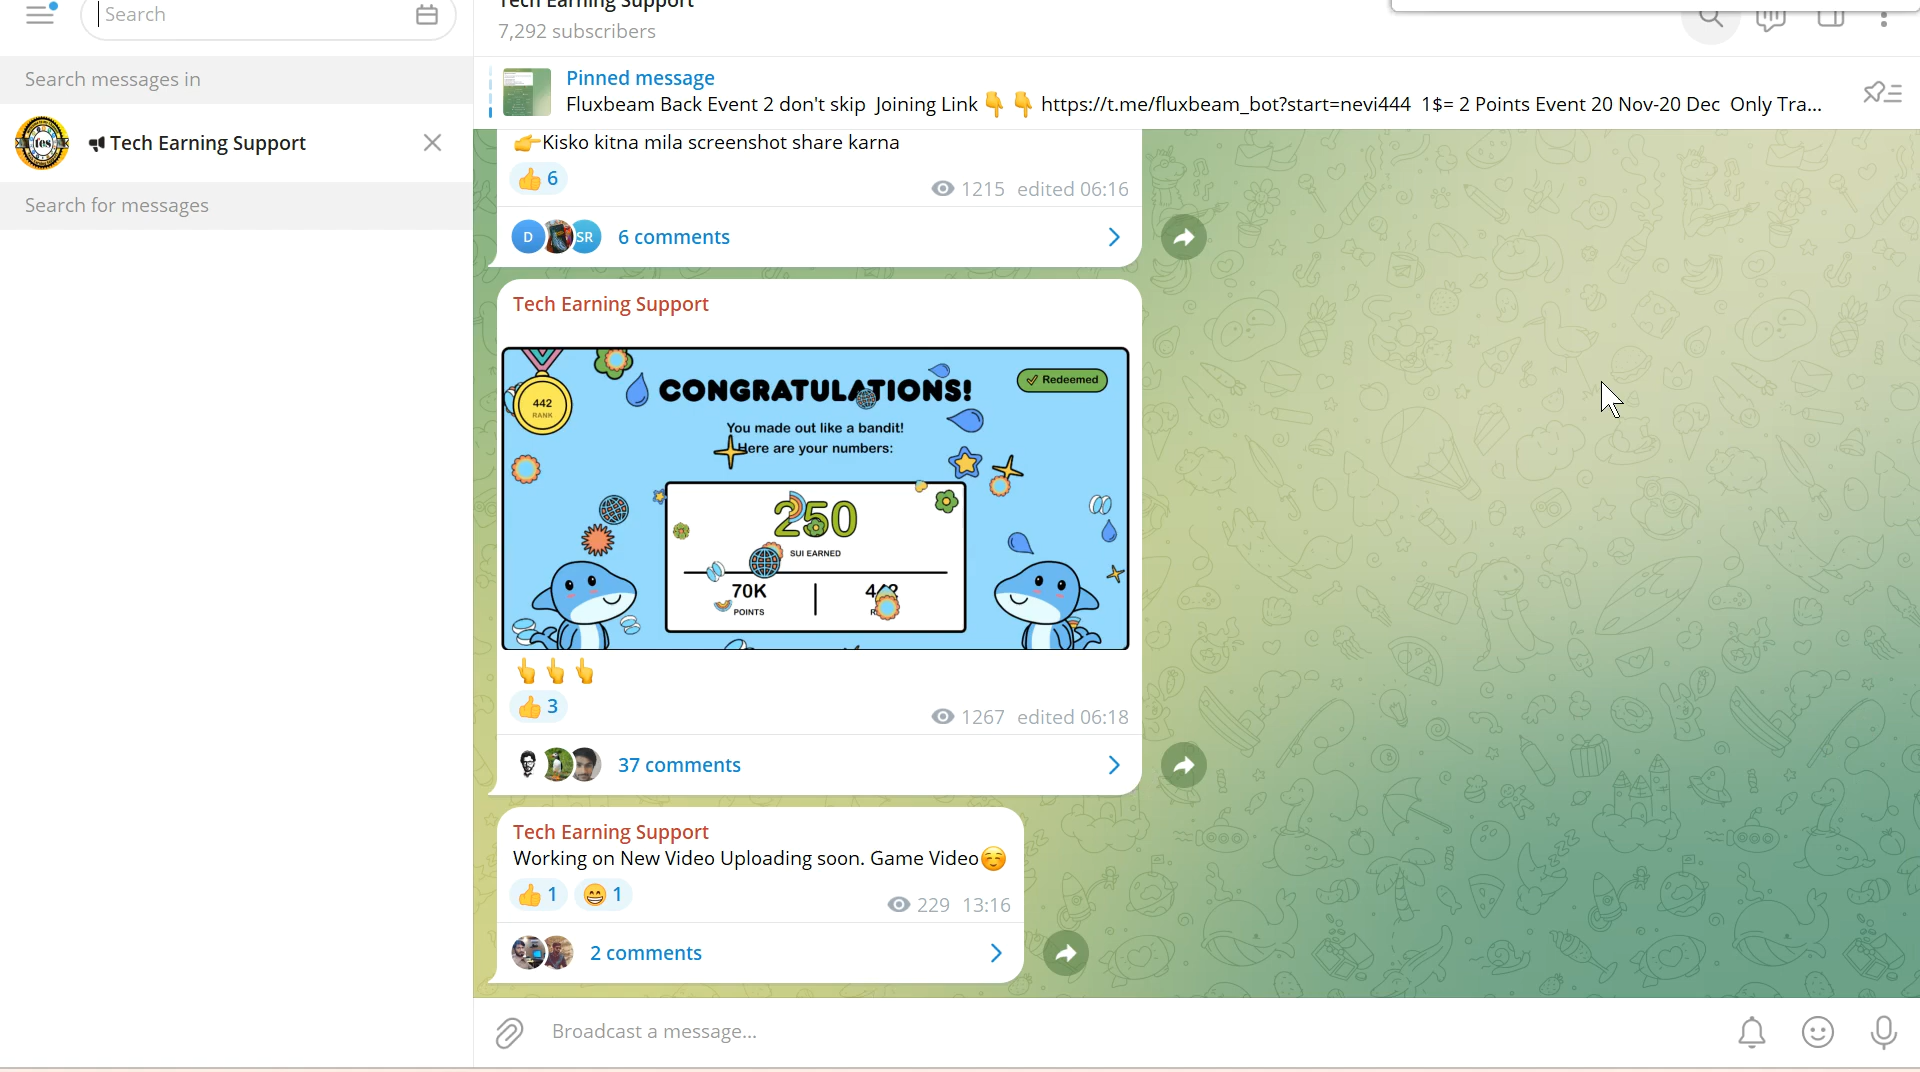 Search
Search messages in
Tech Earning Support
Search for messages
Tech Earning Support
7,292 subscribers
Pinned message
Fluxbeam Back Event 2 don't skip Joining Link 👇 👇 https://t.me/fluxbeam_bot?start=nevi444 1$= 2 Points Event 20 Nov-20 Dec Only Tra...
👉Kisko kitna mila screenshot share karna
👍 6
1215 edited 06:16
D SR 6 comments
Tech Earning Support
442
RANK
CONGRATULATIONS!
Redeemed
You made out like a bandit!
Here are your numbers:
250
SUI EARNED
70K
POINTS
👆 👆 👆
👍 3
1267 edited 06:18
37 comments
Tech Earning Support
Working on New Video Uploading soon. Game Video☺️
👍 1 😁 1
229 13:16
2 comments
Broadcast a message...